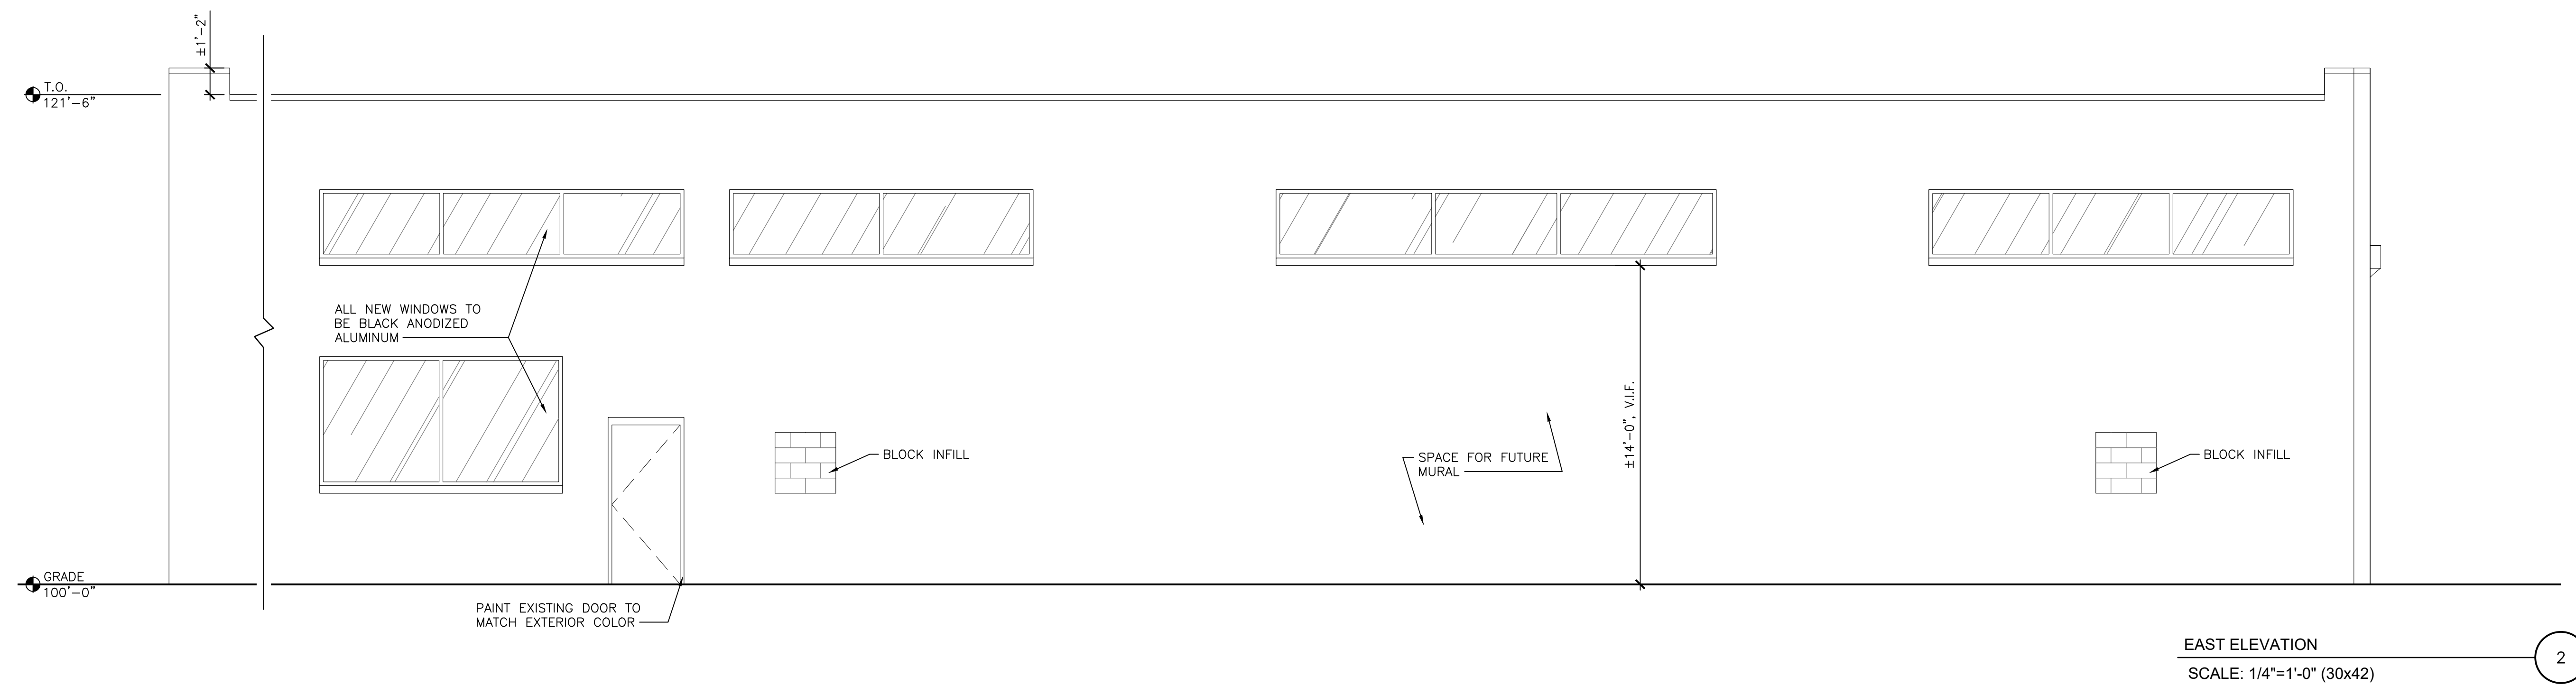 ±1'-2"
T.O.
121'-6"
ALL NEW WINDOWS TO
BE BLACK ANODIZED
ALUMINUM
BLOCK INFILL
SPACE FOR FUTURE
MURAL
±14'-0", V.I.F.
BLOCK INFILL
GRADE
100'-0"
PAINT EXISTING DOOR TO
MATCH EXTERIOR COLOR
EAST ELEVATION
2
SCALE: 1/4"=1'-0" (30x42)